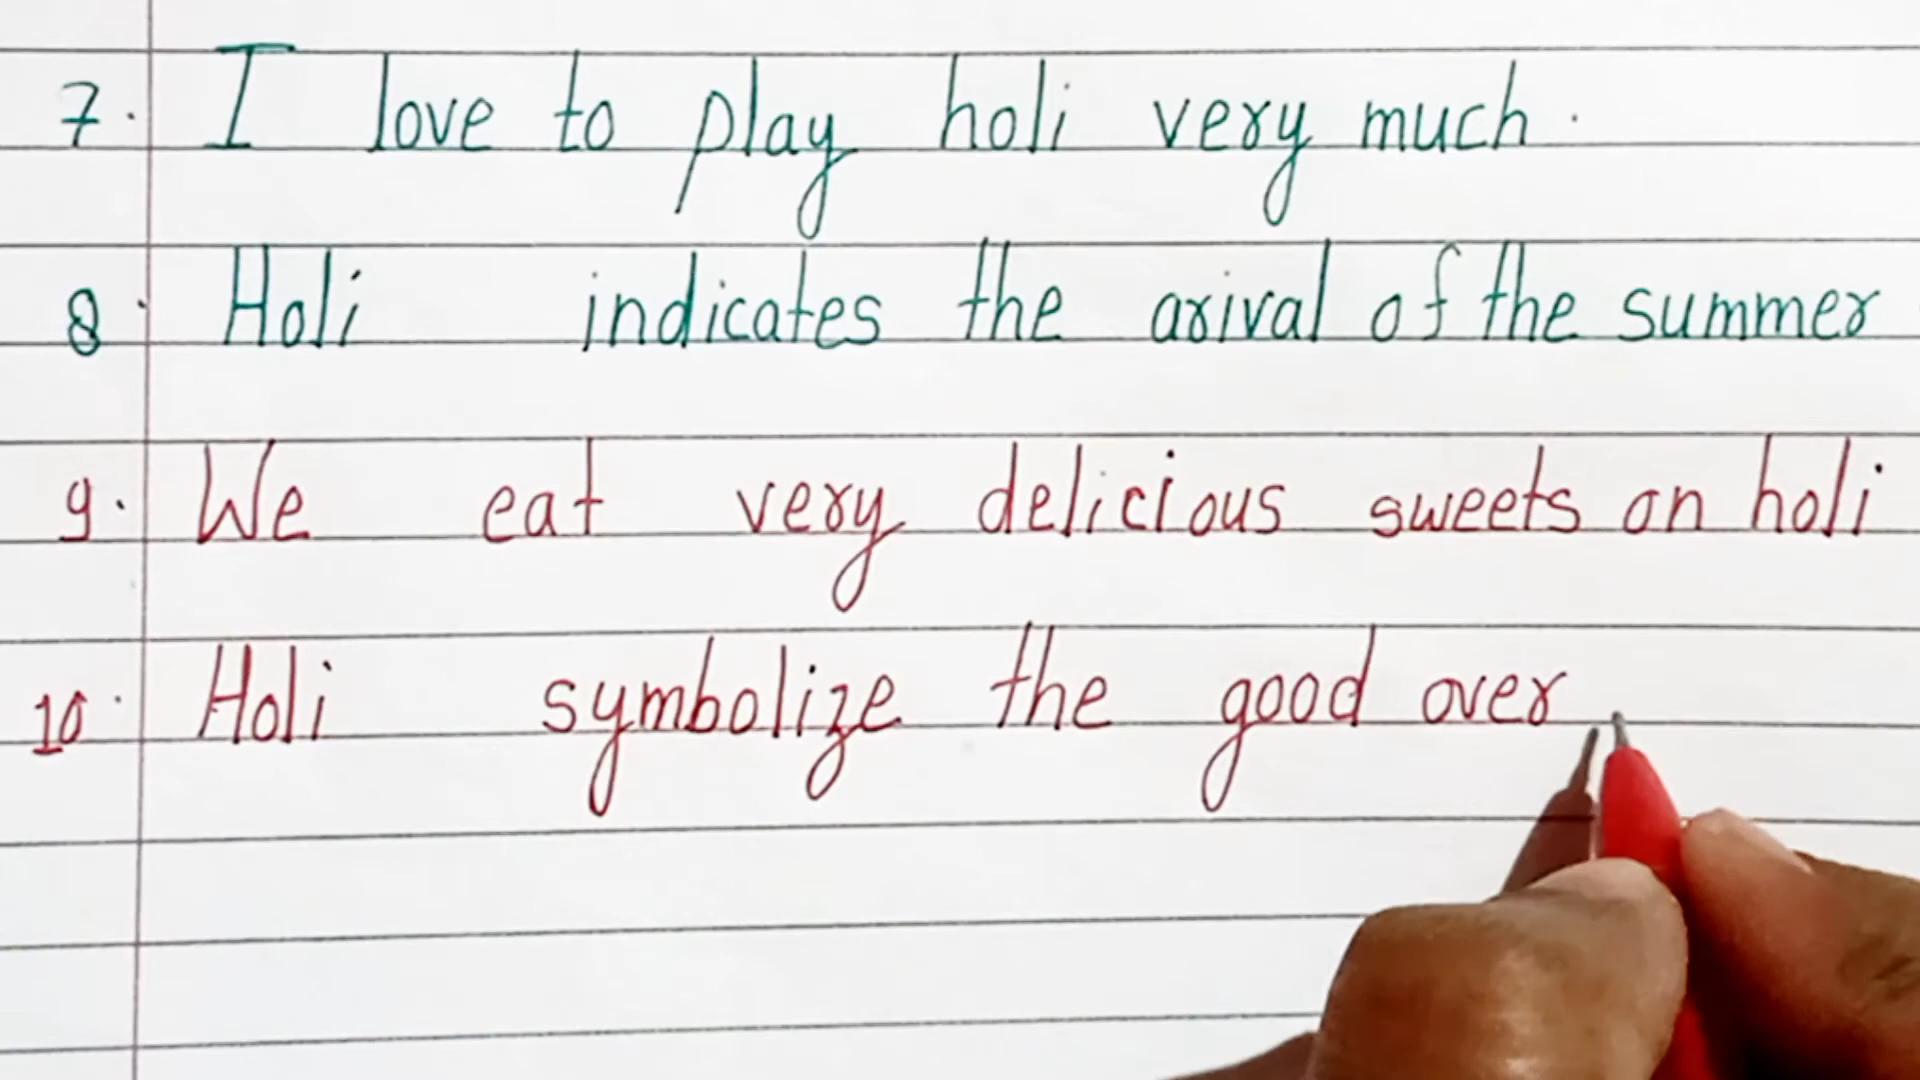 7. I love to play holi very much.
8. Holi indicates the arival of the summer
9. We eat very delicious sweets on holi
10. Holi symbolize the good over